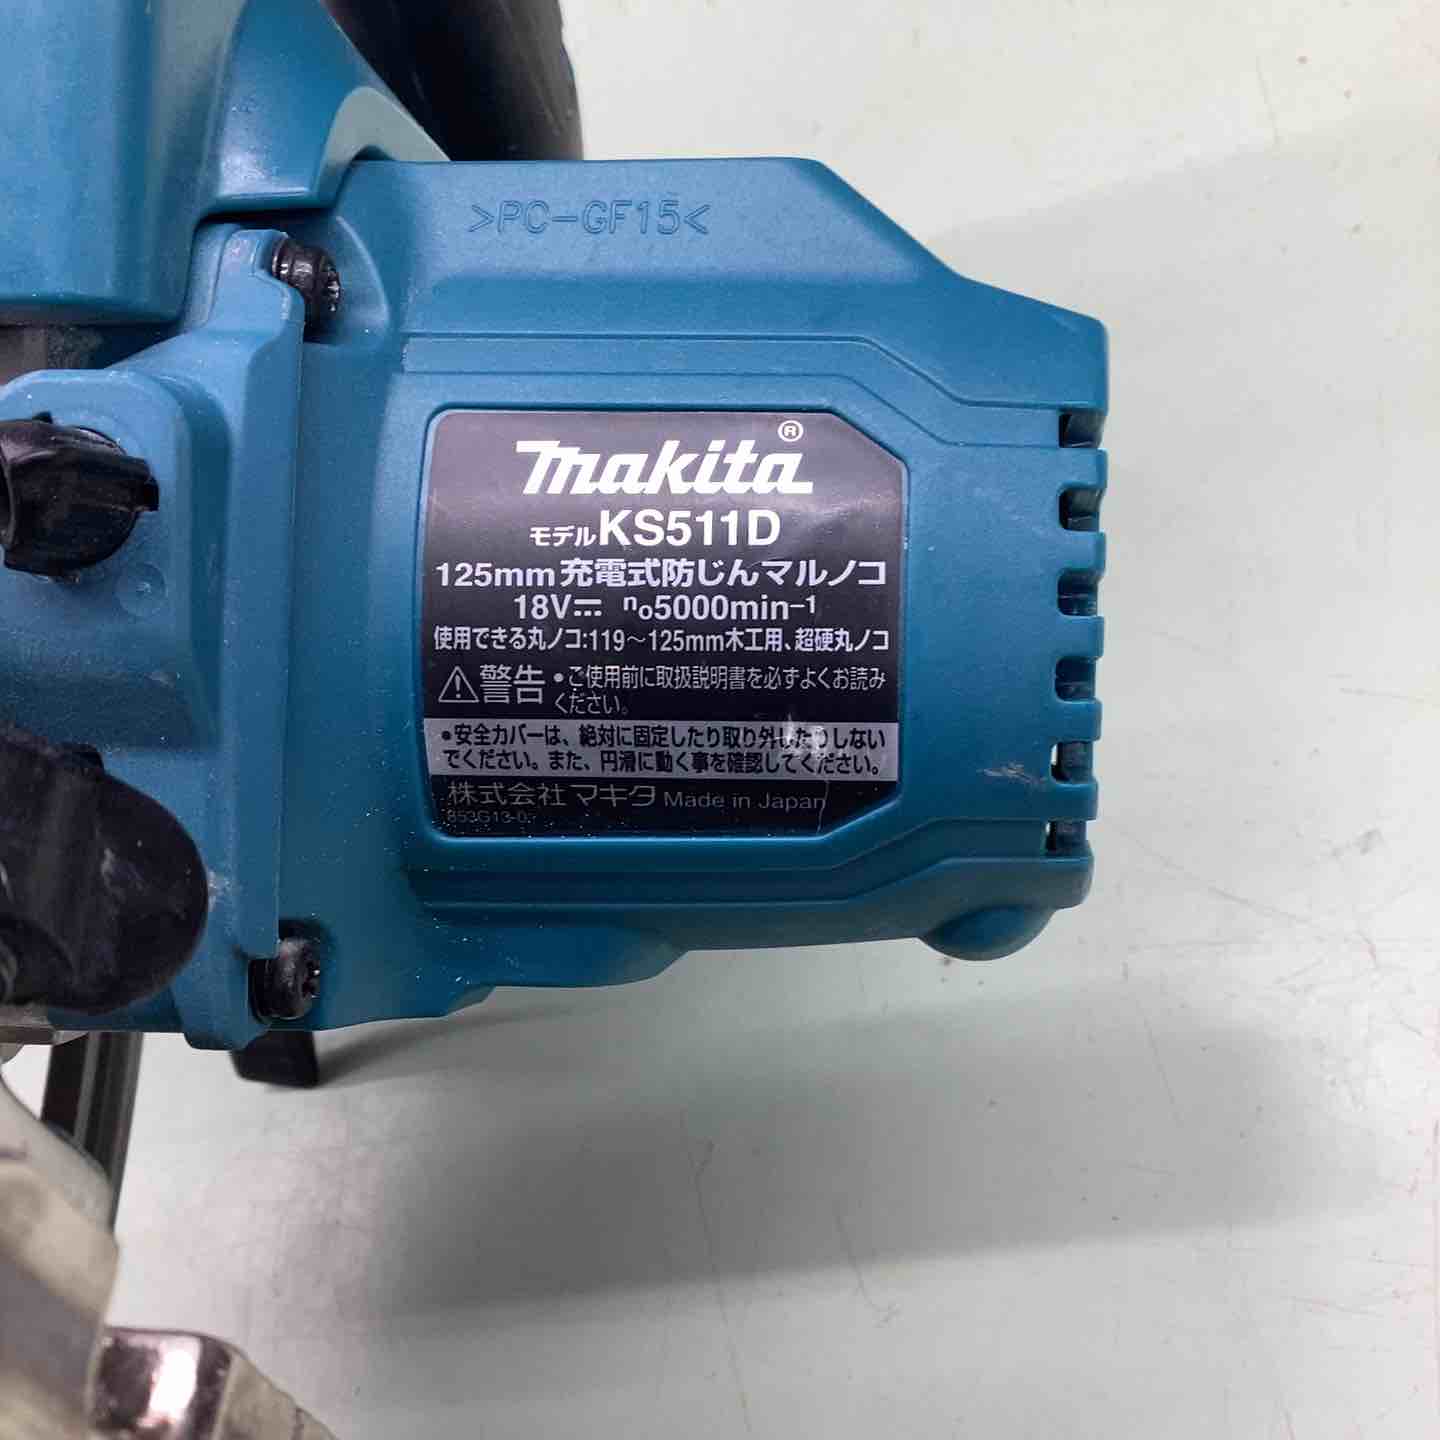 >PC-GF15<
makita®
モデルKS511D
125mm充電式防じんマルノコ
18V⎓ n₀5000min⁻¹
使用できる丸ノコ:119～125mm木工用、超硬丸ノコ
⚠警告 •ご使用前に取扱説明書を必ずよくお読み
ください。
•安全カバーは、絶対に固定したり取り外したりしない
でください。また、円滑に動く事を確認してください。
株式会社マキタ Made in Japan